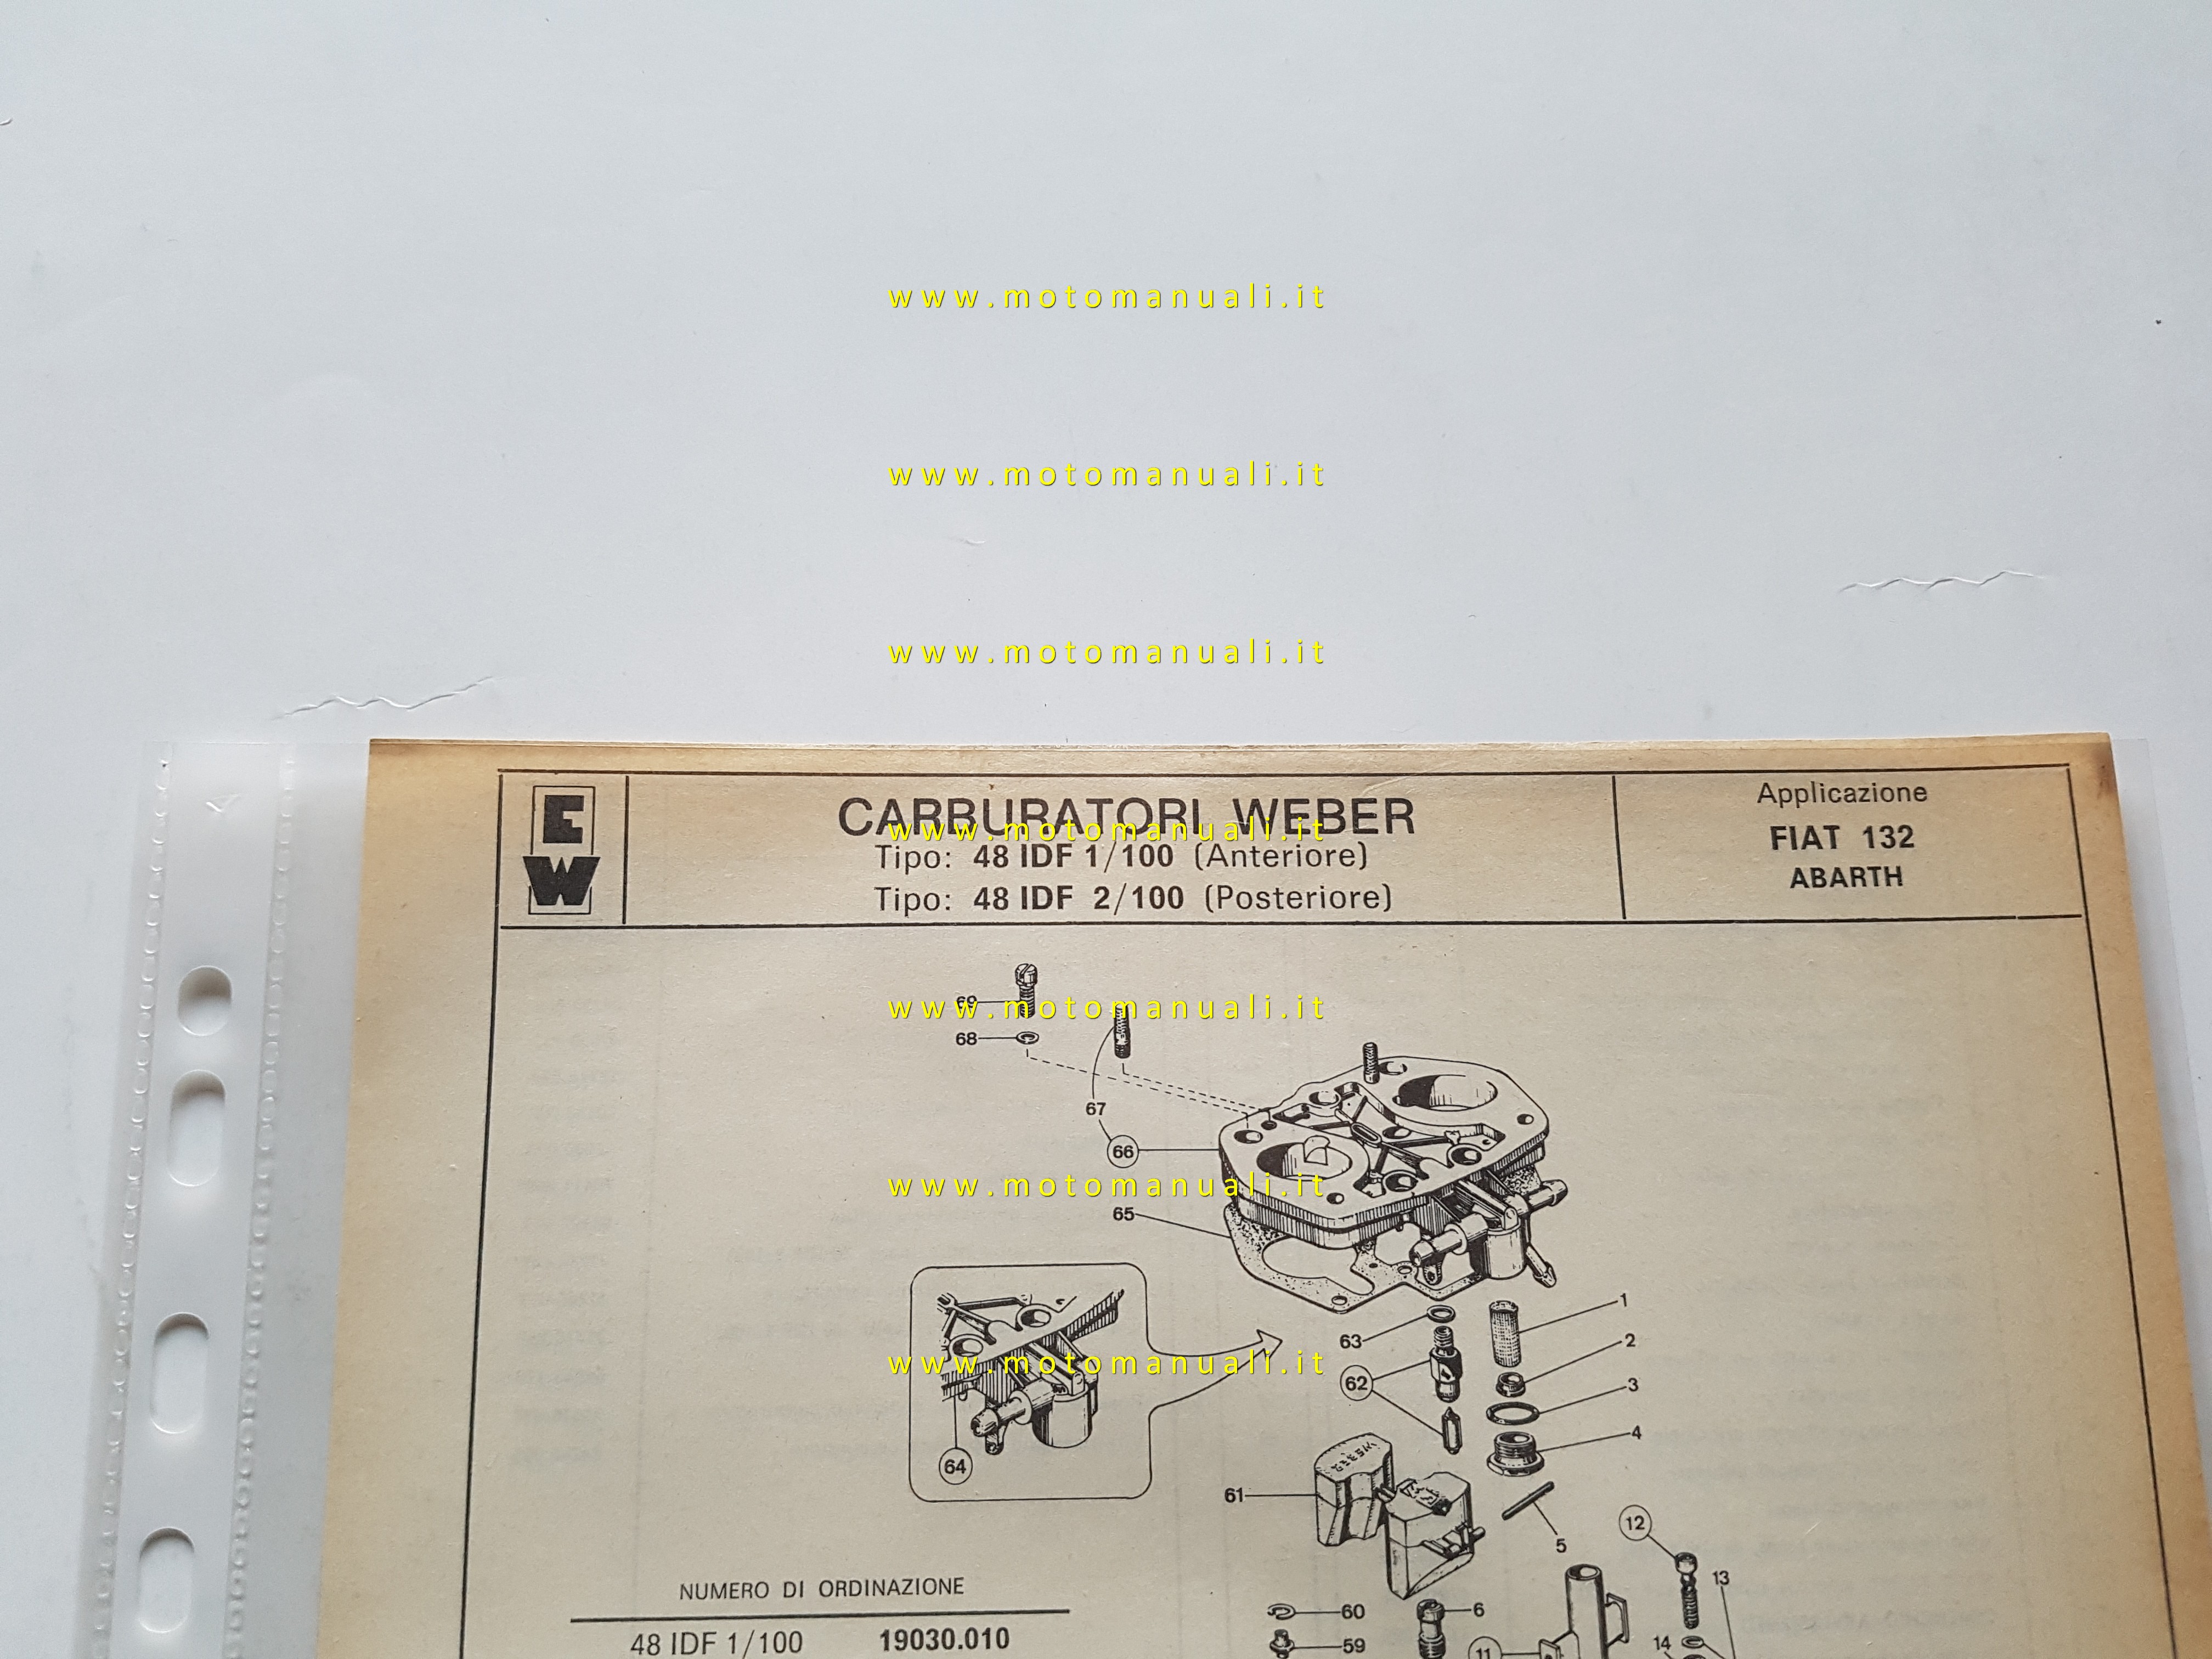 www.motomanuali.it
www.motomanuali.it
www.motomanuali.it
EW
CARBURATORI WEBER
www.motomanuali.it
Tipo: 48 IDF 1/100 (Anteriore)
Tipo: 48 IDF 2/100 (Posteriore)
Applicazione
FIAT 132
ABARTH
69
www.motomanuali.it
68
67
66
www.motomanuali.it
65
1
63
2
www.motomanuali.it
62
3
4
64
61
12
5
13
NUMERO DI ORDINAZIONE
60
6
48 IDF 1/100 19030.010
59
14
11